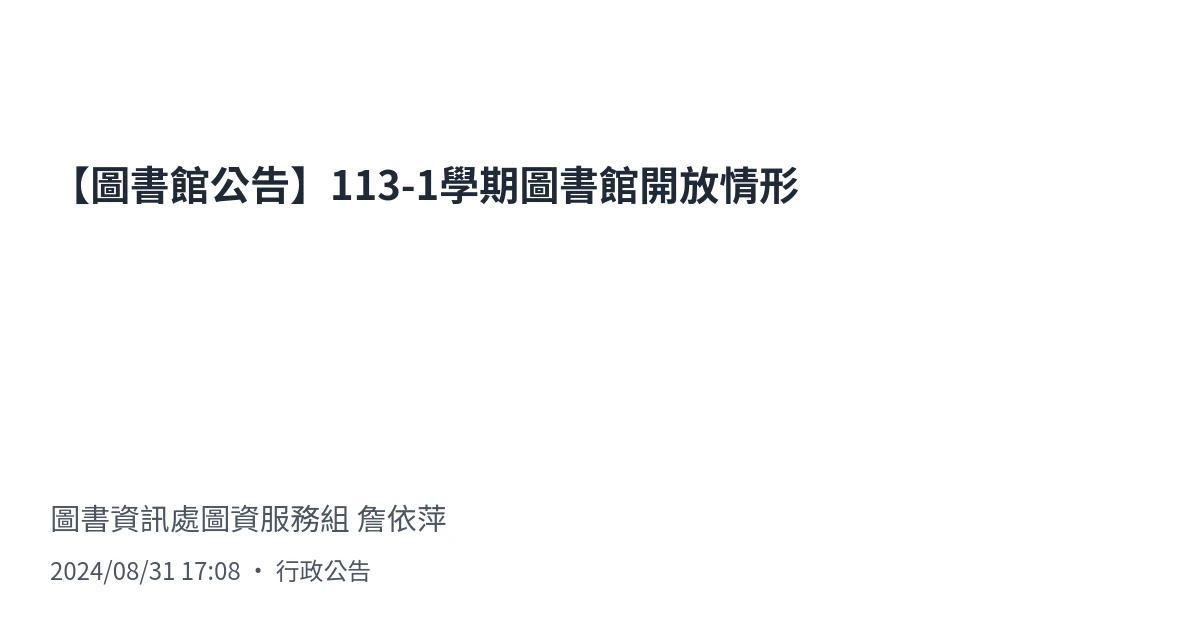 【圖書館公告】113-1學期圖書館開放情形
圖書資訊處圖資服務組 詹依萍
2024/08/31 17:08 • 行政公告